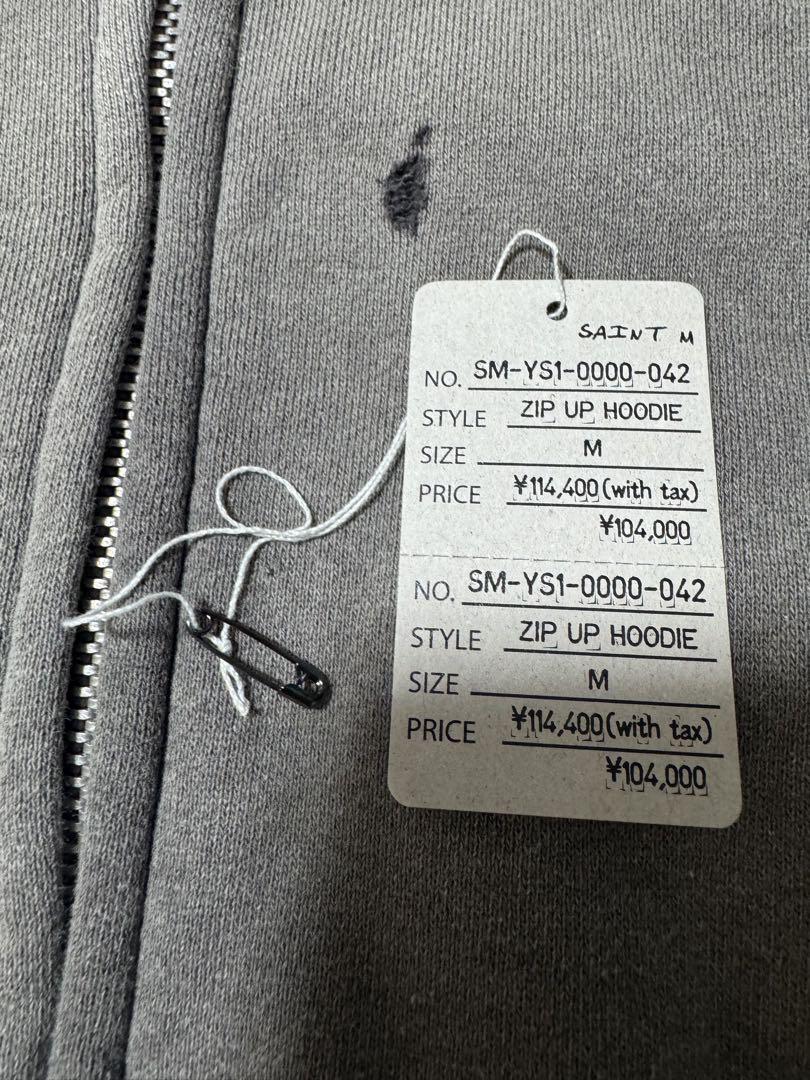 SAINT M
NO. SM-YS1-0000-042
STYLE ZIP UP HOODIE
SIZE M
PRICE ¥114,400(with tax)
¥104,000
NO. SM-YS1-0000-042
STYLE ZIP UP HOODIE
SIZE M
PRICE ¥114,400(with tax)
¥104,000